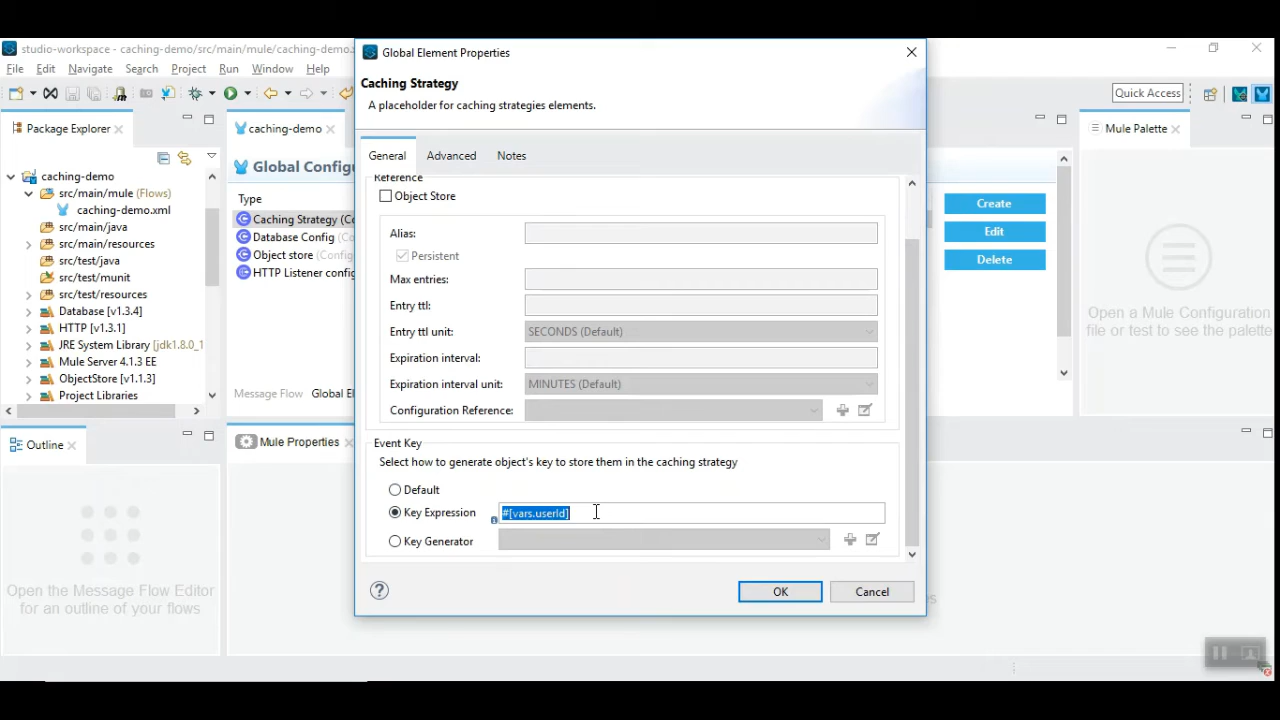 studio-workspace - caching-demo/src/main/mule/caching-demo.
Global Element Properties
File Edit Navigate Search Project Run Window Help
Caching Strategy
A placeholder for caching strategies elements.
Quick Access
Package Explorer
caching-demo
Mule Palette
General Advanced Notes
Global Config
caching-demo
src/main/mule (Flows)
caching-demo.xml
src/main/java
src/main/resources
src/test/java
src/test/munit
src/test/resources
Database [v1.3.4]
HTTP [v1.3.1]
JRE System Library [jdk1.8.0_1
Mule Server 4.1.3 EE
ObjectStore [v1.1.3]
Project Libraries
Type
Caching Strategy (Co
Database Config (Co
Object store (Config
HTTP Listener config
Message Flow Global El
Reference
Object Store
Alias:
Persistent
Max entries:
Entry ttl:
Entry ttl unit: SECONDS (Default)
Expiration interval:
Expiration interval unit: MINUTES (Default)
Configuration Reference:
Event Key
Select how to generate object's key to store them in the caching strategy
Default
Key Expression #[vars.userId]
Key Generator
OK Cancel
Create
Edit
Delete
Open a Mule Configuration
file or test to see the palette
Outline
Mule Properties
Open the Message Flow Editor
for an outline of your flows